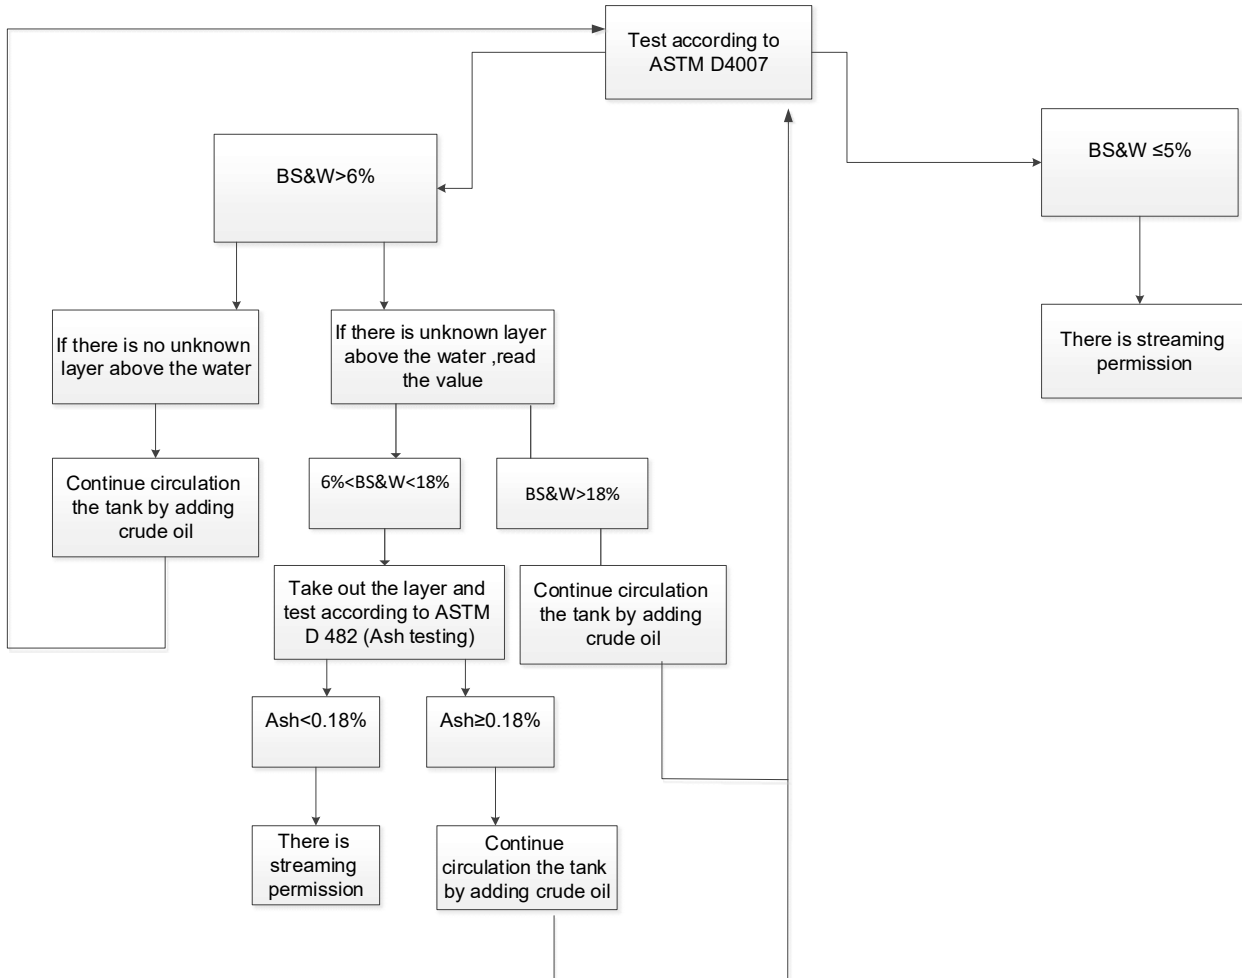 Test according to
ASTM D4007
BS&W>6%
BS&W ≤5%
If there is no unknown
layer above the water
If there is unknown layer
above the water ,read
the value
There is streaming
permission
Continue circulation
the tank by adding
crude oil
6%<BS&W<18%
BS&W>18%
Take out the layer and
test according to ASTM
D 482 (Ash testing)
Continue circulation
the tank by adding
crude oil
Ash<0.18%
Ash≥0.18%
There is
streaming
permission
Continue
circulation the tank
by adding crude oil